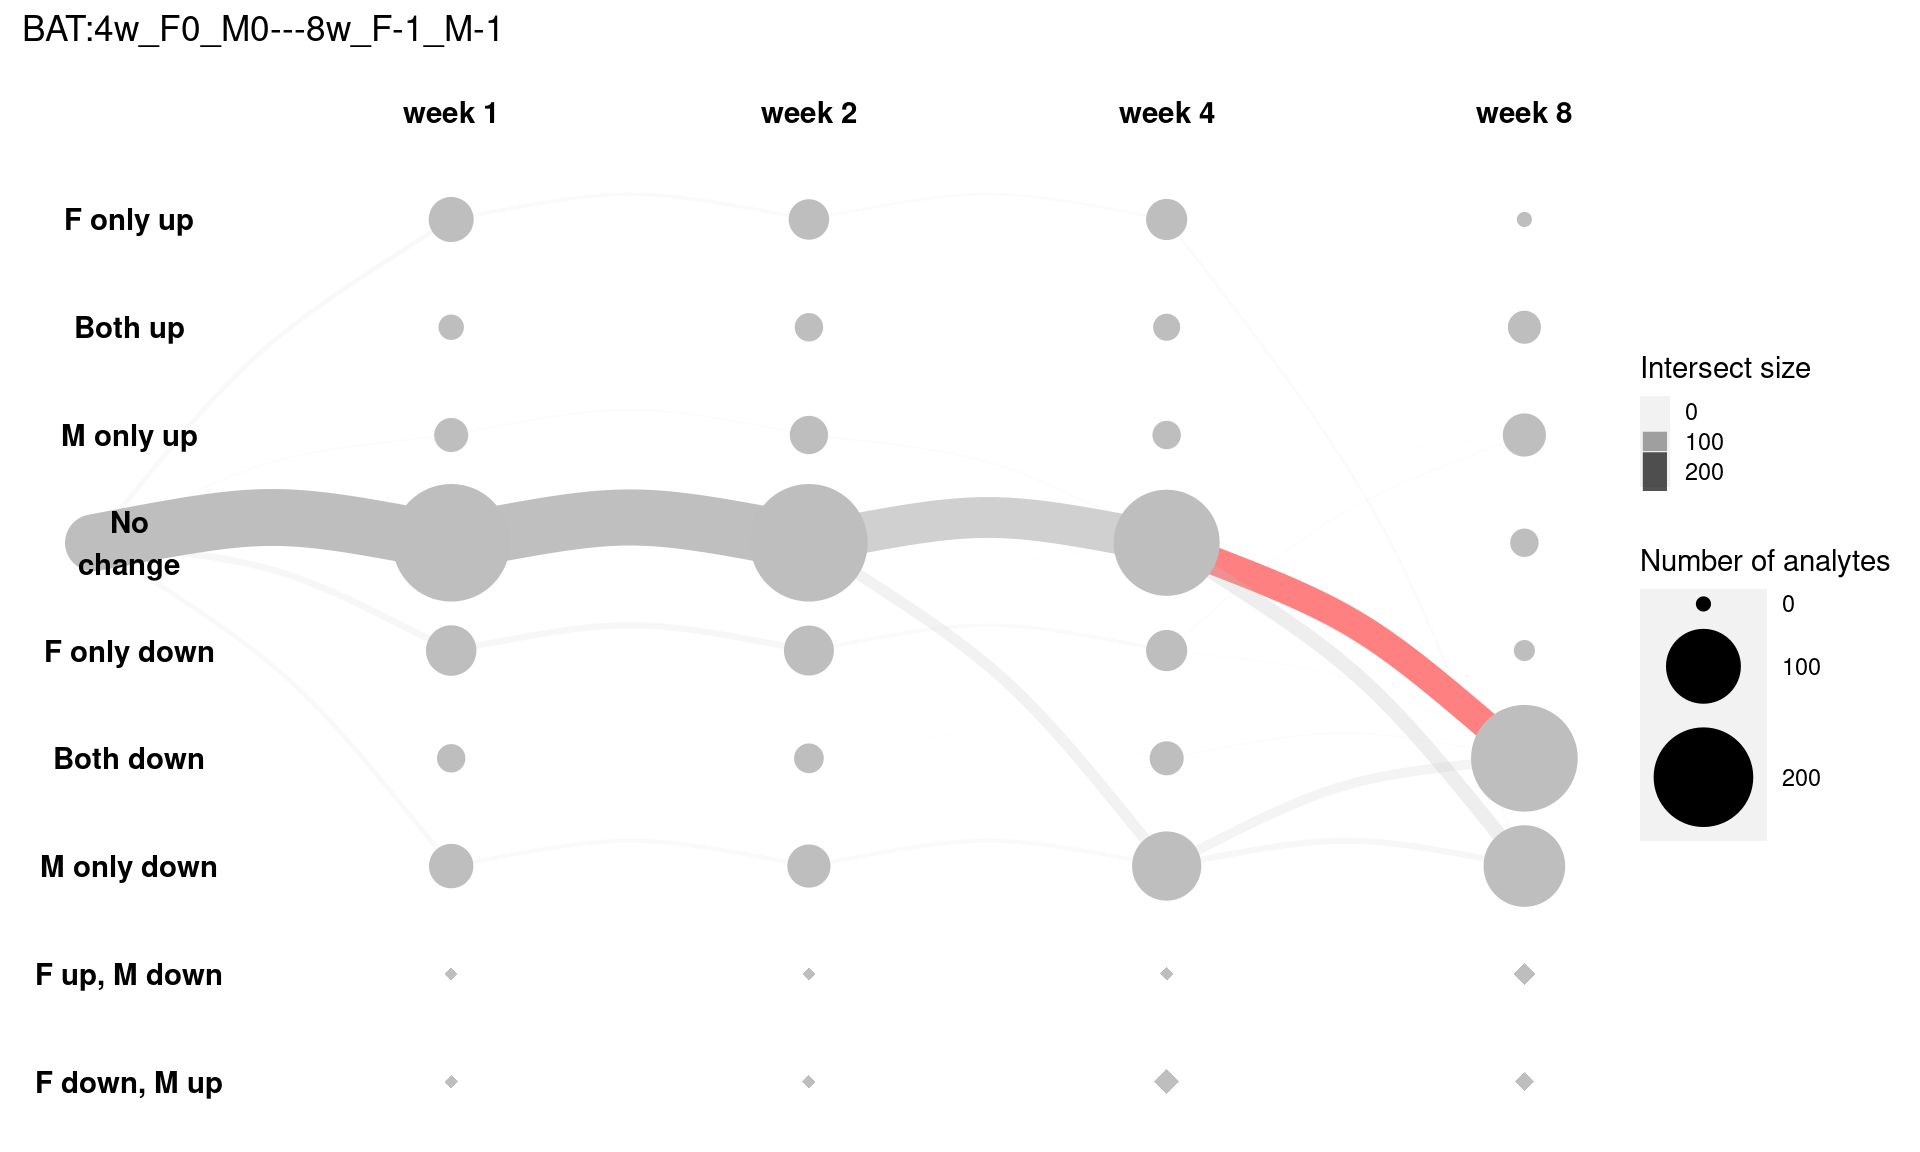 BAT:4w_F0_M0---8w_F-1_M-1
week 1
week 2
week 4
week 8
F only up
Both up
M only up
No
change
F only down
Both down
M only down
F up, M down
F down, M up
Intersect size
0
100
200
Number of analytes
0
100
200